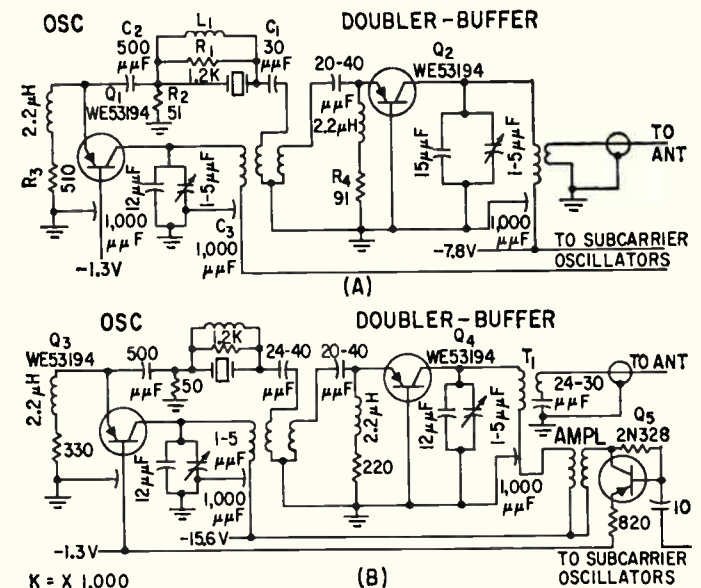 OSC
DOUBLER-BUFFER
L1
C2
500
μμF
R1
1.2K
C1
30
μμF
20-40
μμF
Q2
WE53194
Q1
WE53194
R2
51
2.2μH
2.2μH
R3
510
12μμF
1-5μμF
1,000
μμF
C3
1,000
μμF
R4
91
15μμF
1-5μμF
1,000
μμF
TO
ANT
-1.3V
-7.8V
TO SUBCARRIER
OSCILLATORS
(A)
OSC
DOUBLER-BUFFER
Q3
WE53194
500
μμF
1.2K
24-40
μμF
20-40
μμF
Q4
WE53194
T1
TO ANT
2.2μH
50
330
12μμF
1-5
μμF
1,000
μμF
2.2μH
220
12μμF
1-5μμF
1,000
μμF
24-30
μμF
AMPL
Q5
2N328
10
820
-15.6V
-1.3V
TO SUBCARRIER
OSCILLATORS
K = X 1,000
(B)